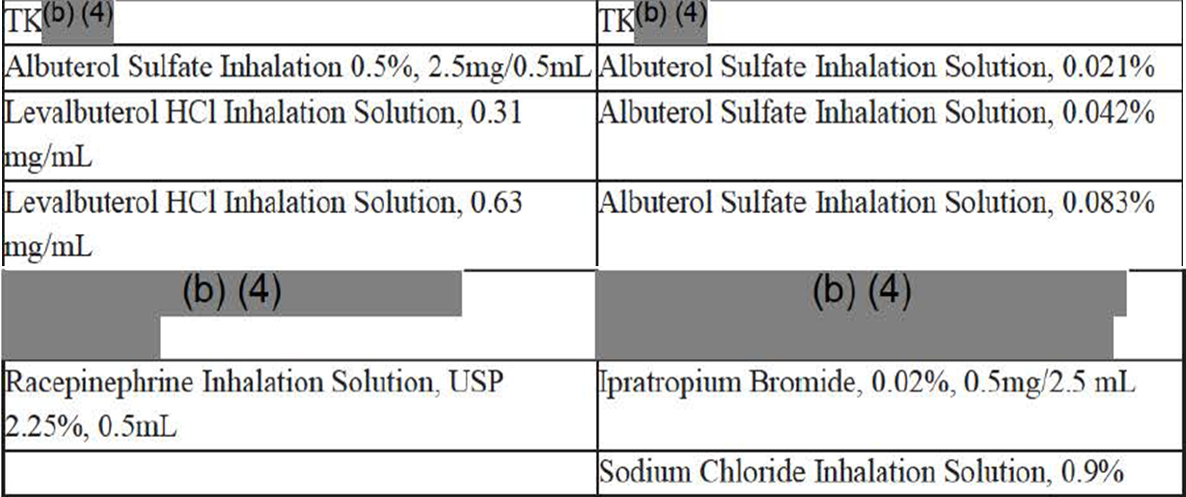 TK(b) (4) TK(b) (4)
Albuterol Sulfate Inhalation 0.5%, 2.5mg/0.5mL Albuterol Sulfate Inhalation Solution, 0.021%
Levalbuterol HCl Inhalation Solution, 0.31 Albuterol Sulfate Inhalation Solution, 0.042%
mg/mL
Levalbuterol HCl Inhalation Solution, 0.63 Albuterol Sulfate Inhalation Solution, 0.083%
mg/mL
(b) (4) (b) (4)
Racepinephrine Inhalation Solution, USP Ipratropium Bromide, 0.02%, 0.5mg/2.5 mL
2.25%, 0.5mL
Sodium Chloride Inhalation Solution, 0.9%